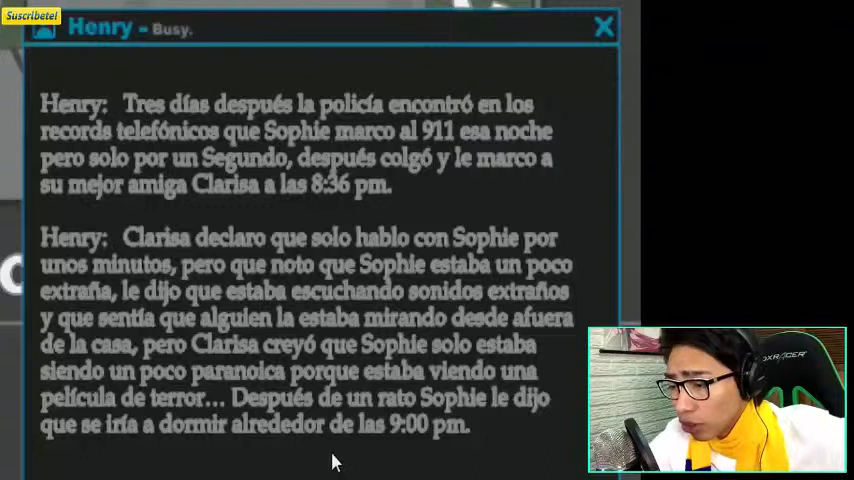 Suscribete!
Henry - Busy.
X
Henry: Tres días después la policía encontró en los
records telefónicos que Sophie marco al 911 esa noche
pero solo por un Segundo, después colgó y le marco a
su mejor amiga Clarisa a las 8:36 pm.
Henry: Clarisa declaro que solo hablo con Sophie por
unos minutos, pero que noto que Sophie estaba un poco
extraña, le dijo que estaba escuchando sonidos extraños
y que sentía que alguien la estaba mirando desde afuera
de la casa, pero Clarisa creyó que Sophie solo estaba
siendo un poco paranoica porque estaba viendo una
película de terror... Después de un rato Sophie le dijo
que se iría a dormir alrededor de las 9:00 pm.